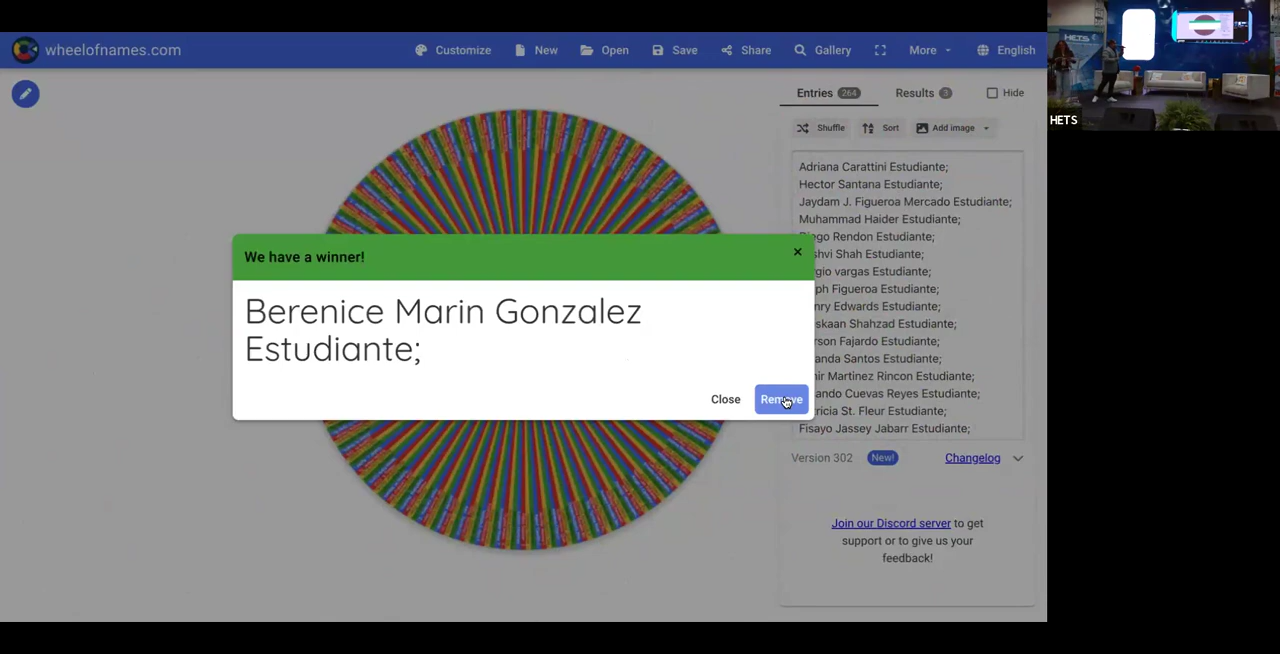 wheelofnames.com
Customize
New
Open
Save
Share
Gallery
More
English
HETS
HETS
Entries 264
Results 3
Hide
Shuffle
Sort
Add image
Adriana Carattini Estudiante;
Hector Santana Estudiante;
Jaydam J. Figueroa Mercado Estudiante;
Muhammad Haider Estudiante;
Diego Rendon Estudiante;
Shah Estudiante;
vargas Estudiante;
Figueroa Estudiante;
Edwards Estudiante;
Shahzad Estudiante;
Fajardo Estudiante;
Santos Estudiante;
Martinez Rincon Estudiante;
Cuevas Reyes Estudiante;
St. Fleur Estudiante;
Fisayo Jassey Jabarr Estudiante;
We have a winner!
Berenice Marin Gonzalez
Estudiante;
Close
Remove
Version 302
New!
Changelog
Join our Discord server to get
support or to give us your
feedback!